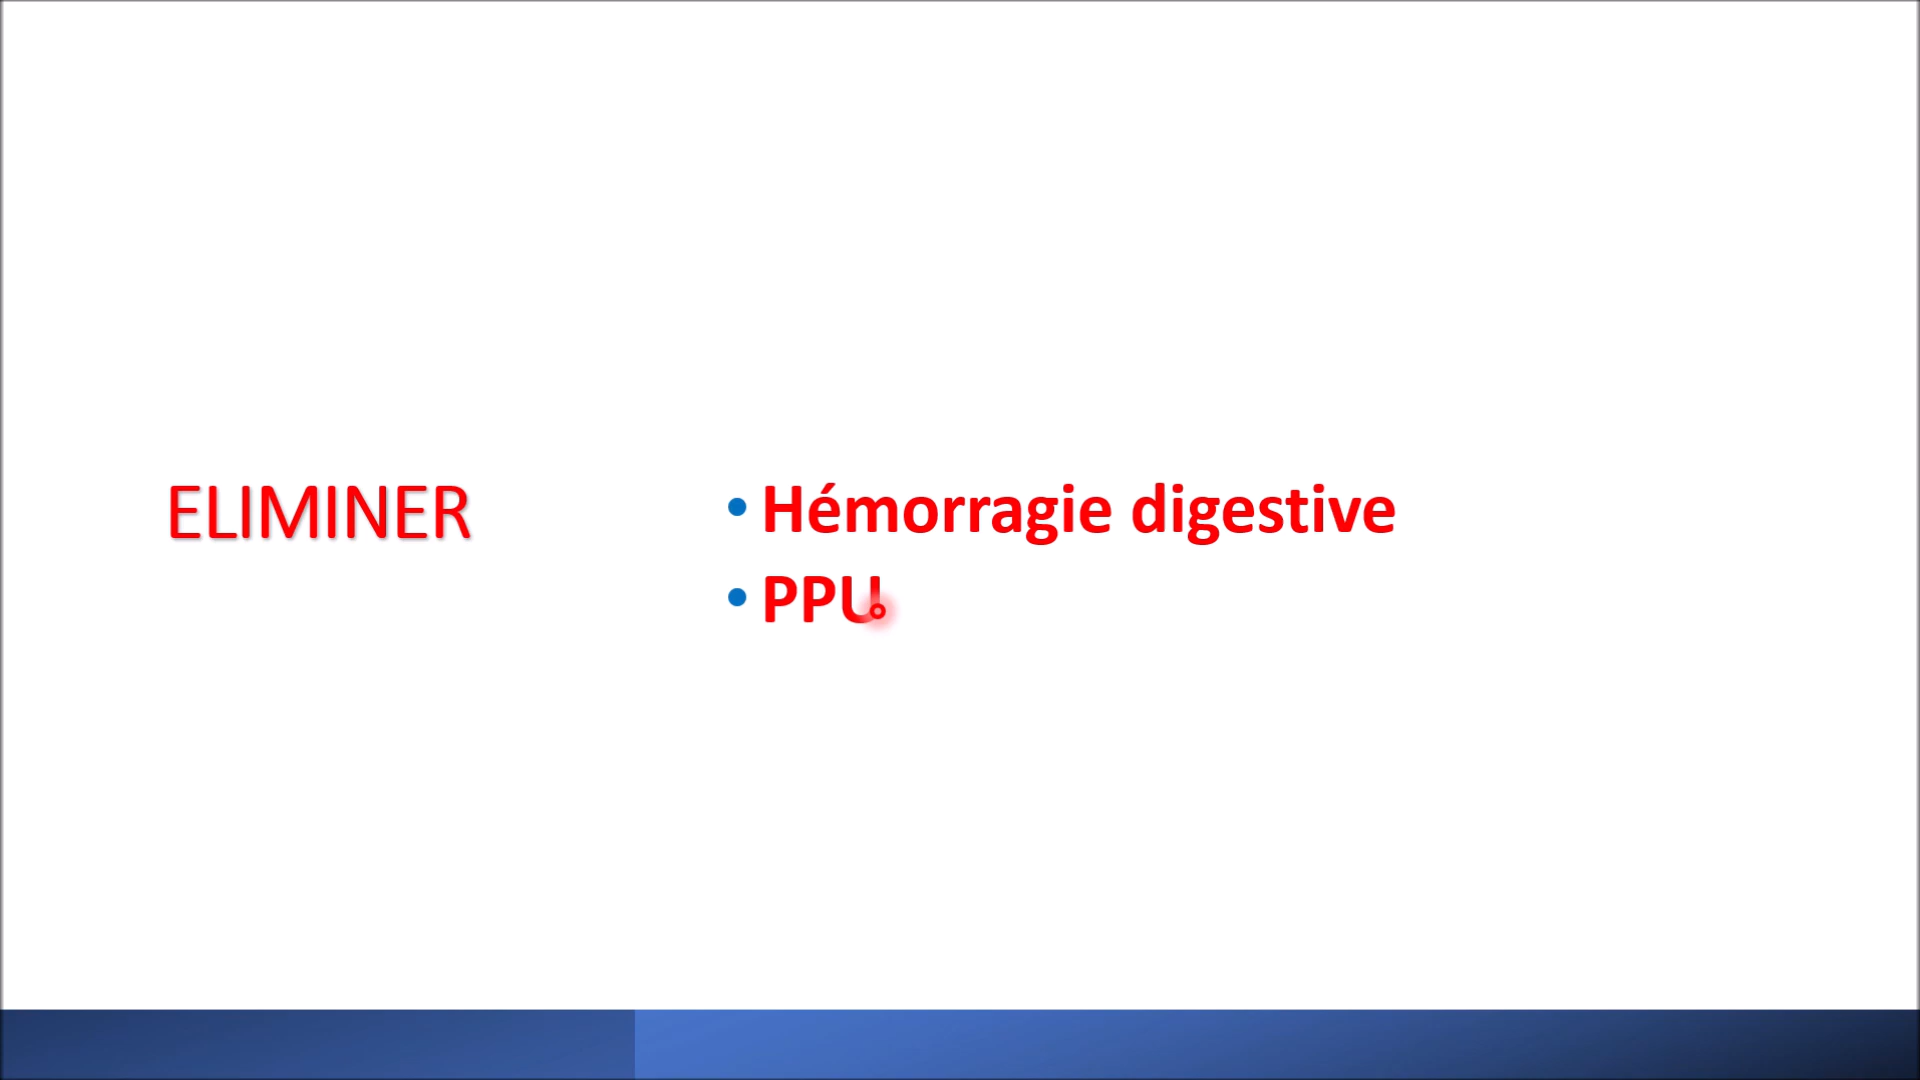 ELIMINER
• Hémorragie digestive
• PPU